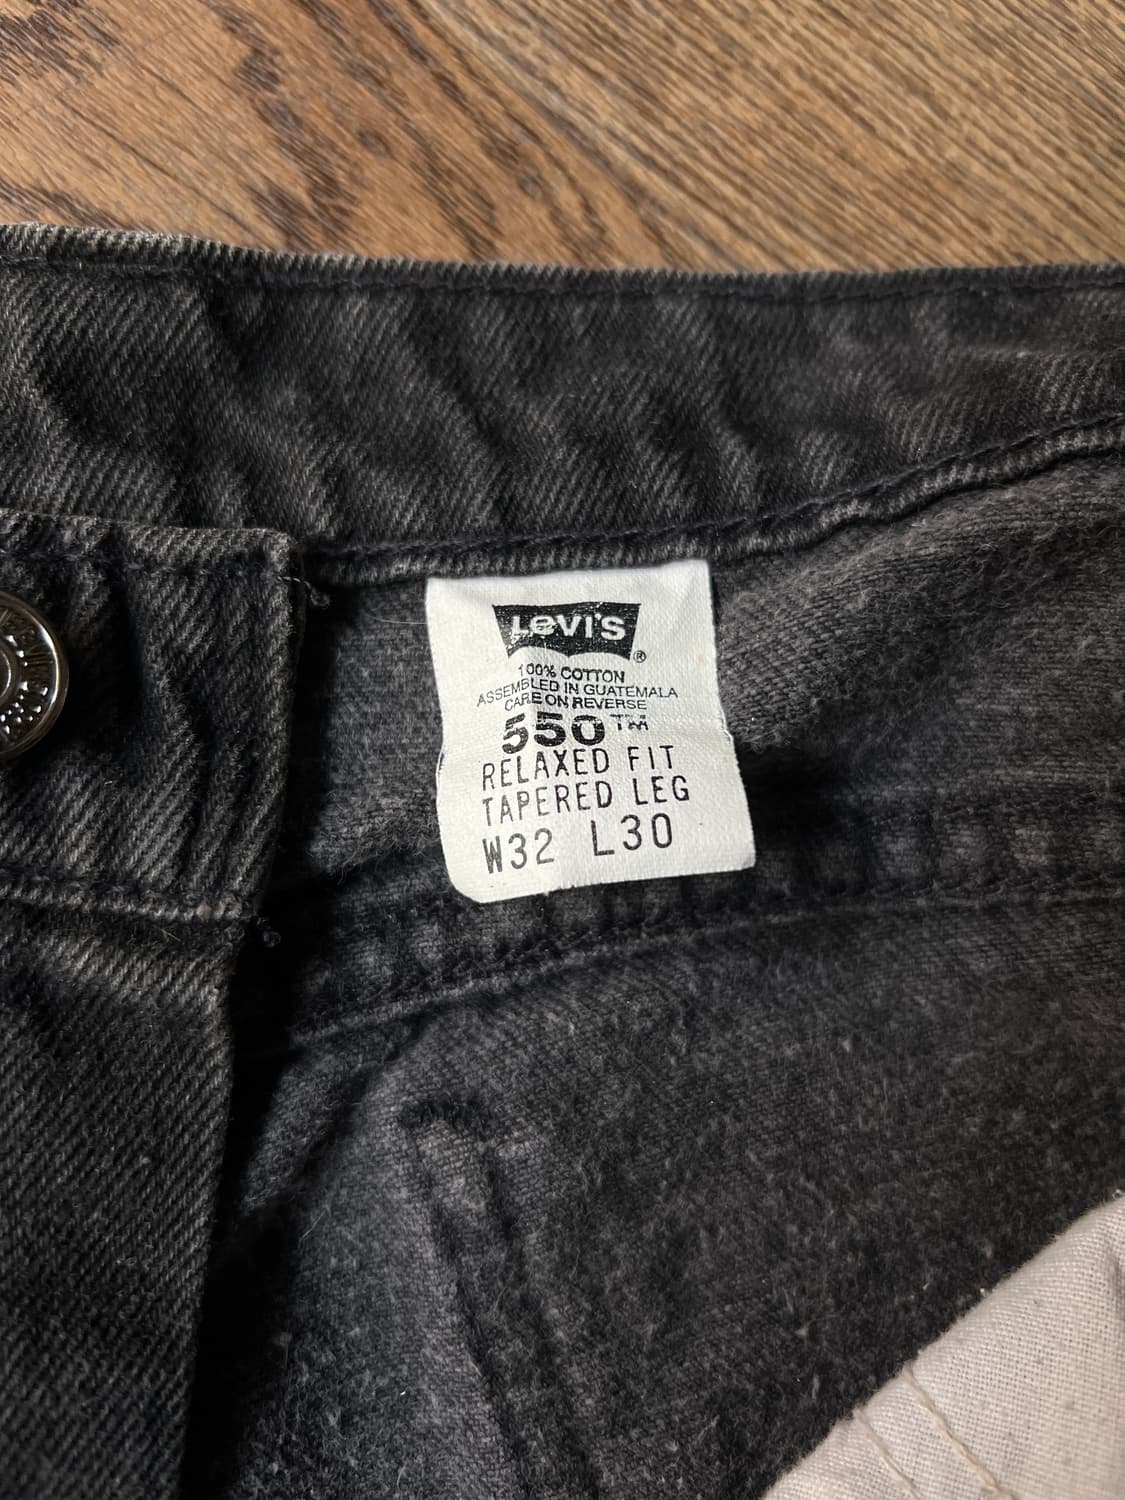 LEVI'S ®
100% COTTON
ASSEMBLED IN GUATEMALA
CARE ON REVERSE
550™
RELAXED FIT
TAPERED LEG
W32 L30